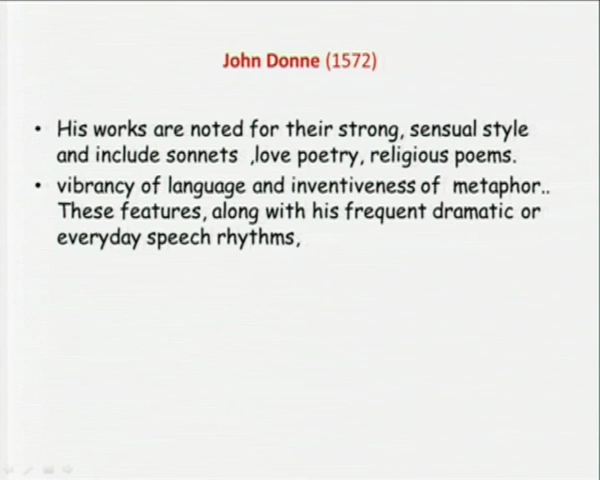 John Donne (1572)
• His works are noted for their strong, sensual style
and include sonnets ,love poetry, religious poems.
• vibrancy of language and inventiveness of metaphor..
These features, along with his frequent dramatic or
everyday speech rhythms,